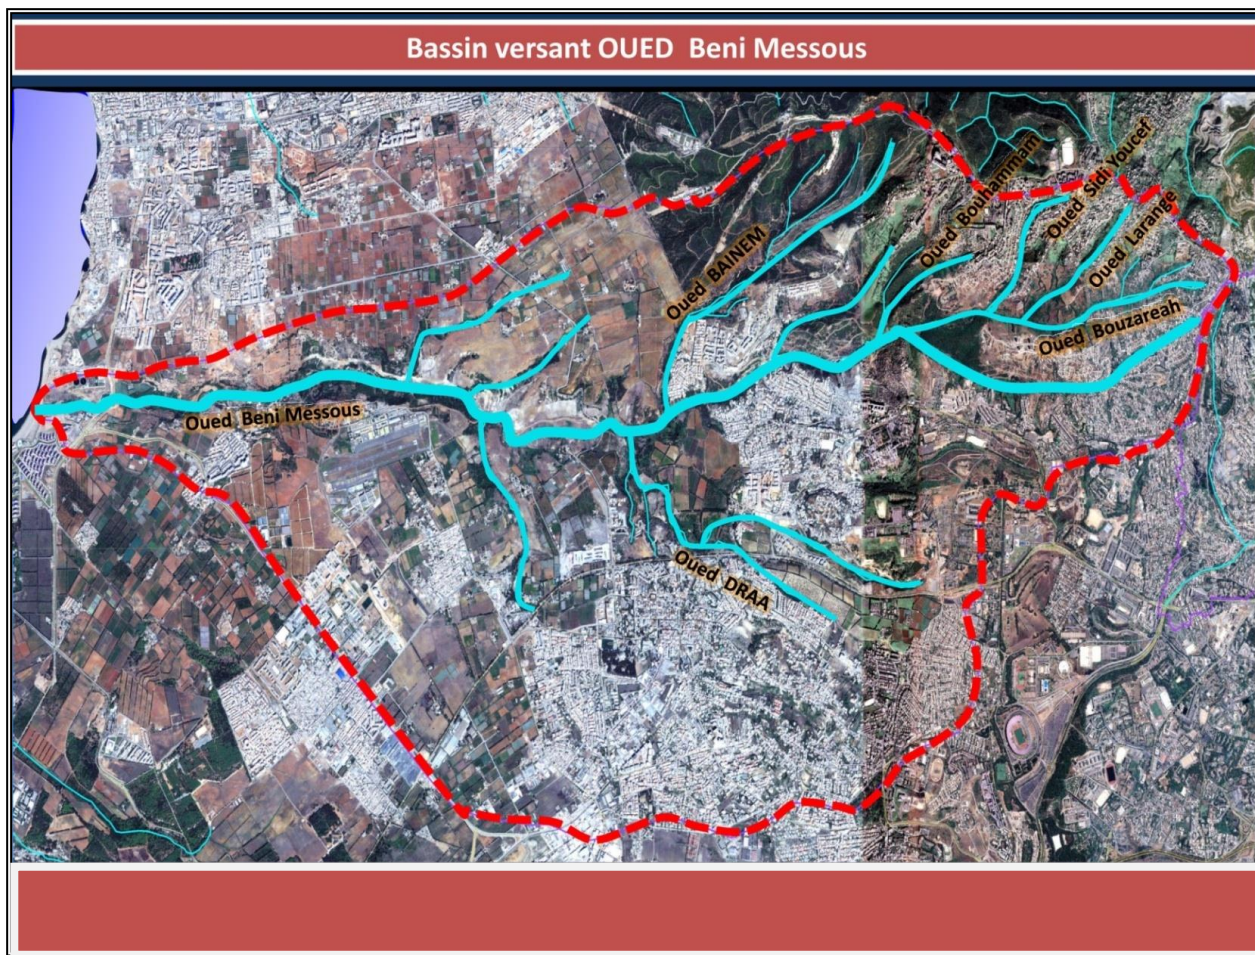 Bassin versant OUED Beni Messous
Oued Sidi Youcef
Oued Bouhammam
Oued Larange
Oued BAINEM
Oued Bouzareah
Oued Beni Messous
Oued DRAA